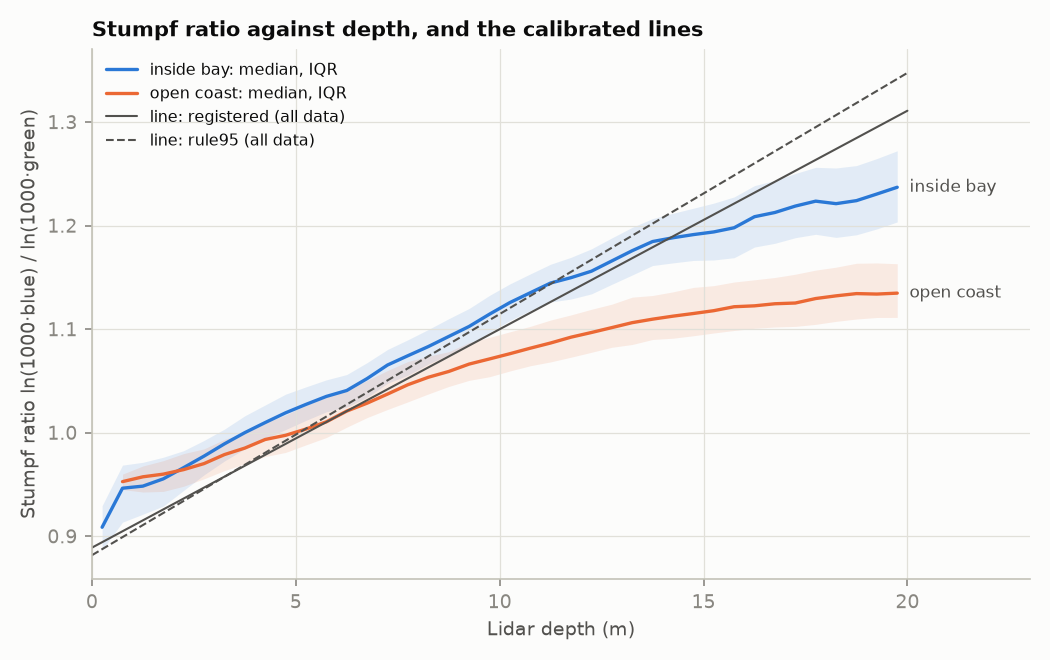 Stumpf ratio against depth, and the calibrated lines
inside bay: median, IQR
open coast: median, IQR
line: registered (all data)
line: rule95 (all data)
Stumpf ratio ln(1000·blue) / ln(1000·green)
1.3
1.2
1.1
1.0
0.9
inside bay
open coast
0
5
10
15
20
Lidar depth (m)